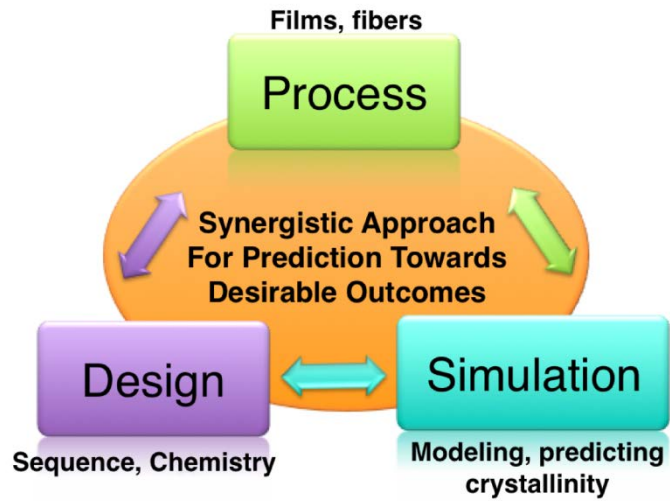 Films, fibers
Process
Synergistic Approach
For Prediction Towards
Desirable Outcomes
Design
Simulation
Sequence, Chemistry
Modeling, predicting
crystallinity